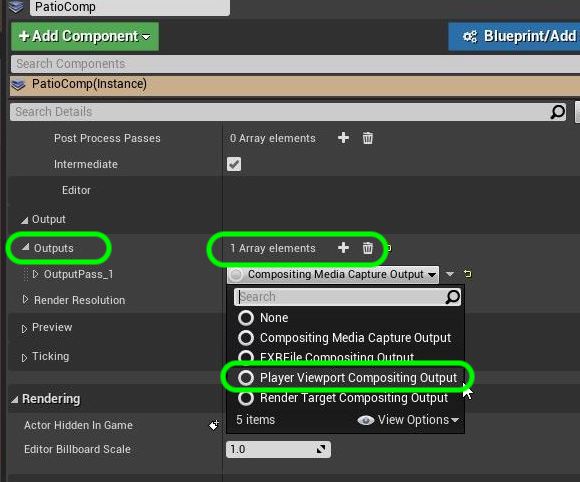 PatioComp
+Add Component
Blueprint/Add
Search Components
PatioComp(Instance)
Search Details
Post Process Passes 0 Array elements
Intermediate
Editor
Output
Outputs 1 Array elements
OutputPass_1 Compositing Media Capture Output
Search
Render Resolution None
Compositing Media Capture Output
Preview EXRFile Compositing Output
Ticking Player Viewport Compositing Output
Rendering Render Target Compositing Output
Actor Hidden In Game 5 items View Options
Editor Billboard Scale 1.0